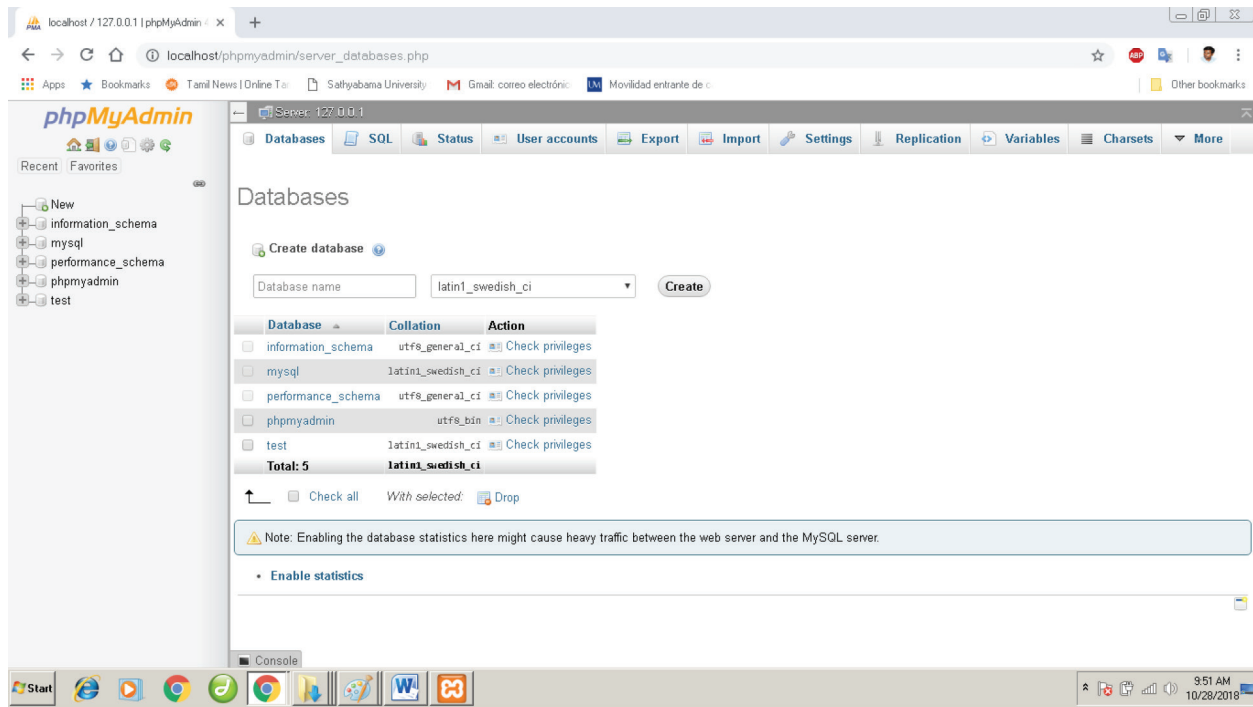 localhost / 127.0.0.1 | phpMyAdmin
localhost/phpmyadmin/server_databases.php
ABP
Apps Bookmarks Tamil News | Online Ta Sathyabama University Gmail: correo electrónic UM Movilidad entrante de Other bookmarks
phpMyAdmin
Server: 127.0.0.1
Databases SQL Status User accounts Export Import Settings Replication Variables Charsets More
Recent Favorites
New
information_schema
mysql
performance_schema
phpmyadmin
test
Databases
Create database
Database name latin1_swedish_ci Create
Database Collation Action
information_schema utf8_general_ci Check privileges
mysql latin1_swedish_ci Check privileges
performance_schema utf8_general_ci Check privileges
phpmyadmin utf8_bin Check privileges
test latin1_swedish_ci Check privileges
Total: 5 latin1_swedish_ci
Check all With selected: Drop
Note: Enabling the database statistics here might cause heavy traffic between the web server and the MySQL server.
• Enable statistics
Console
Start
9:51 AM
10/28/2018